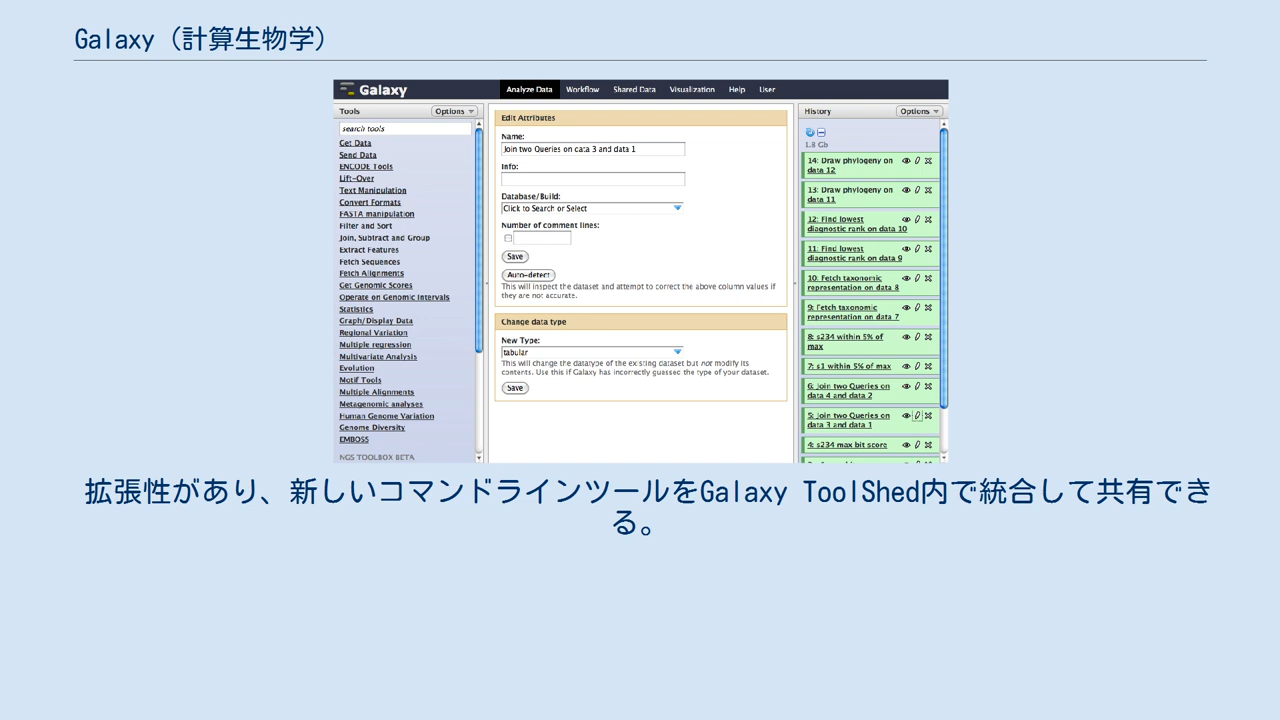 Galaxy（計算生物学）
Galaxy
Analyze Data Workflow Shared Data Visualization Help User
Tools Options
search tools
Get Data
Send Data
ENCODE Tools
Lift-Over
Text Manipulation
Convert Formats
FASTA manipulation
Filter and Sort
Join, Subtract and Group
Extract Features
Fetch Sequences
Fetch Alignments
Get Genomic Scores
Operate on Genomic Intervals
Statistics
Graph/Display Data
Regional Variation
Multiple regression
Multivariate Analysis
Evolution
Motif Tools
Multiple Alignments
Metagenomic analyses
Human Genome Variation
Genome Diversity
EMBOSS
NGS TOOLBOX BETA
Edit Attributes
Name:
Join two Queries on data 3 and data 1
Info:
Database/Build:
Click to Search or Select
Number of comment lines:
Save
Auto-detect
This will inspect the dataset and attempt to correct the above column values if
they are not accurate.
Change data type
New Type:
tabular
This will change the datatype of the existing dataset but not modify its
contents. Use this if Galaxy has incorrectly guessed the type of your dataset.
Save
History Options
1.8 Gb
14: Draw phylogeny on
data 12
13: Draw phylogeny on
data 11
12: Find lowest
diagnostic rank on data 10
11: Find lowest
diagnostic rank on data 9
10: Fetch taxonomic
representation on data 8
9: Fetch taxonomic
representation on data 7
8: s234 within 5% of
max
7: s1 within 5% of max
6: Join two Queries on
data 4 and data 2
5: Join two Queries on
data 3 and data 1
4: s234 max bit score
拡張性があり、新しいコマンドラインツールをGalaxy ToolShed内で統合して共有でき
る。